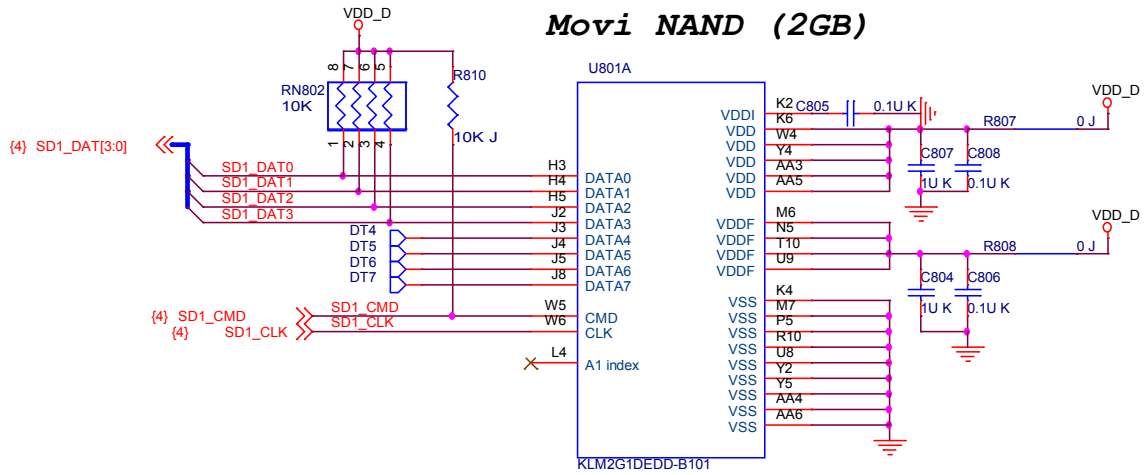 Movi NAND (2GB)
VDD_D
8 7 6 5
RN802
10K
1 2 3 4
R810
10K J
{4} SD1_DAT[3:0]
SD1_DAT0
SD1_DAT1
SD1_DAT2
SD1_DAT3
DT4
DT5
DT6
DT7
{4} SD1_CMD
{4} SD1_CLK
SD1_CMD
SD1_CLK
U801A
H3 DATA0
H4 DATA1
H5 DATA2
J2 DATA3
J3 DATA4
J4 DATA5
J5 DATA6
J8 DATA7
W5 CMD
W6 CLK
L4 A1 index
VDDI K2
VDD K6
VDD W4
VDD Y4
VDD AA3
VDD AA5
VDDF M6
VDDF N5
VDDF T10
VDDF U9
VSS K4
VSS M7
VSS P5
VSS R10
VSS U8
VSS Y2
VSS Y5
VSS AA4
VSS AA6
KLM2G1DEDD-B101
C805 0.1U K
R807 0 J
VDD_D
C807
1U K
C808
0.1U K
R808 0 J
VDD_D
C804
1U K
C806
0.1U K